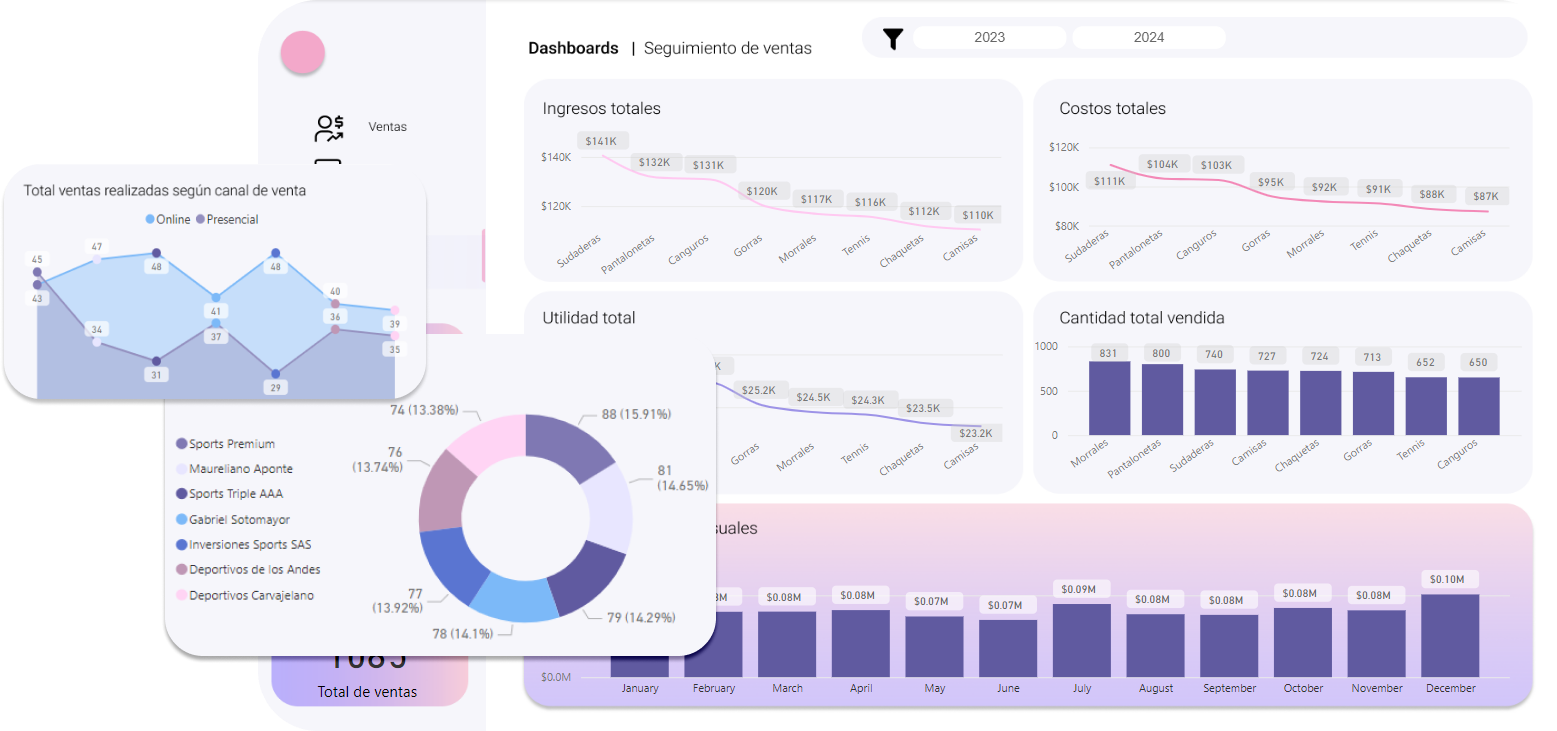 Dashboards | Seguimiento de ventas
2023
2024
Ventas
Ingresos totales
$141K
$132K
$131K
$120K
$117K
$116K
$112K
$110K
$140K
$120K
Sudaderas
Pantalonetas
Canguros
Gorras
Morrales
Tennis
Chaquetas
Camisas
Costos totales
$120K
$100K
$80K
$111K
$104K
$103K
$95K
$92K
$91K
$88K
$87K
Sudaderas
Pantalonetas
Canguros
Gorras
Morrales
Tennis
Chaquetas
Camisas
Total ventas realizadas según canal de venta
Online
Presencial
45
43
47
34
48
31
41
37
48
29
40
36
39
35
Utilidad total
K
$25.2K
$24.5K
$24.3K
$23.5K
$23.2K
Gorras
Morrales
Tennis
Chaquetas
Camisas
Cantidad total vendida
1000
500
0
831
800
740
727
724
713
652
650
Morrales
Pantalonetas
Sudaderas
Camisas
Chaquetas
Gorras
Tennis
Canguros
Sports Premium
Maureliano Aponte
Sports Triple AAA
Gabriel Sotomayor
Inversiones Sports SAS
Deportivos de los Andes
Deportivos Carvajelano
74 (13.38%)
88 (15.91%)
76
(13.74%)
81
(14.65%)
77
(13.92%)
79 (14.29%)
78 (14.1%)
suales
$0.08M
$0.08M
$0.07M
$0.07M
$0.09M
$0.08M
$0.08M
$0.08M
$0.08M
$0.10M
$0.0M
January
February
March
April
May
June
July
August
September
October
November
December
Total de ventas